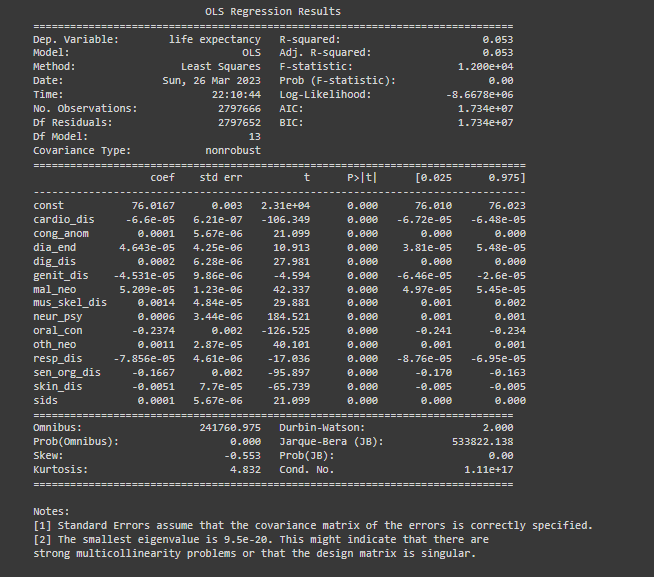 OLS Regression Results
==============================================================================
Dep. Variable:        life expectancy   R-squared:                       0.053
Model:                            OLS   Adj. R-squared:                  0.053
Method:                 Least Squares   F-statistic:                 1.200e+04
Date:                Sun, 26 Mar 2023   Prob (F-statistic):               0.00
Time:                        22:10:44   Log-Likelihood:            -8.6678e+06
No. Observations:             2797666   AIC:                         1.734e+07
Df Residuals:                 2797652   BIC:                         1.734e+07
Df Model:                          13
Covariance Type:            nonrobust
================================================================================
                   coef    std err          t      P>|t|      [0.025      0.975]
--------------------------------------------------------------------------------
const           76.0167      0.003   2.31e+04      0.000      76.010      76.023
cardio_dis     -6.6e-05   6.21e-07   -106.349      0.000   -6.72e-05   -6.48e-05
cong_anom        0.0001   5.67e-06     21.099      0.000       0.000       0.000
dia_end       4.643e-05   4.25e-06     10.913      0.000    3.81e-05    5.48e-05
dig_dis          0.0002   6.28e-06     27.981      0.000       0.000       0.000
genit_dis    -4.531e-05   9.86e-06     -4.594      0.000   -6.46e-05    -2.6e-05
mal_neo       5.209e-05   1.23e-06     42.337      0.000    4.97e-05    5.45e-05
mus_skel_dis     0.0014   4.84e-05     29.881      0.000       0.001       0.002
neur_psy         0.0006   3.44e-06    184.521      0.000       0.001       0.001
oral_con        -0.2374      0.002   -126.525      0.000      -0.241      -0.234
oth_neo          0.0011   2.87e-05     40.101      0.000       0.001       0.001
resp_dis     -7.856e-05   4.61e-06    -17.036      0.000   -8.76e-05   -6.95e-05
sen_org_dis     -0.1667      0.002    -95.897      0.000      -0.170      -0.163
skin_dis        -0.0051    7.7e-05    -65.739      0.000      -0.005      -0.005
sids             0.0001   5.67e-06     21.099      0.000       0.000       0.000
==============================================================================
Omnibus:                   241760.975   Durbin-Watson:                   2.000
Prob(Omnibus):                  0.000   Jarque-Bera (JB):           533822.138
Skew:                          -0.553   Prob(JB):                         0.00
Kurtosis:                       4.832   Cond. No.                     1.11e+17
==============================================================================
Notes:
[1] Standard Errors assume that the covariance matrix of the errors is correctly specified.
[2] The smallest eigenvalue is 9.5e-20. This might indicate that there are
strong multicollinearity problems or that the design matrix is singular.